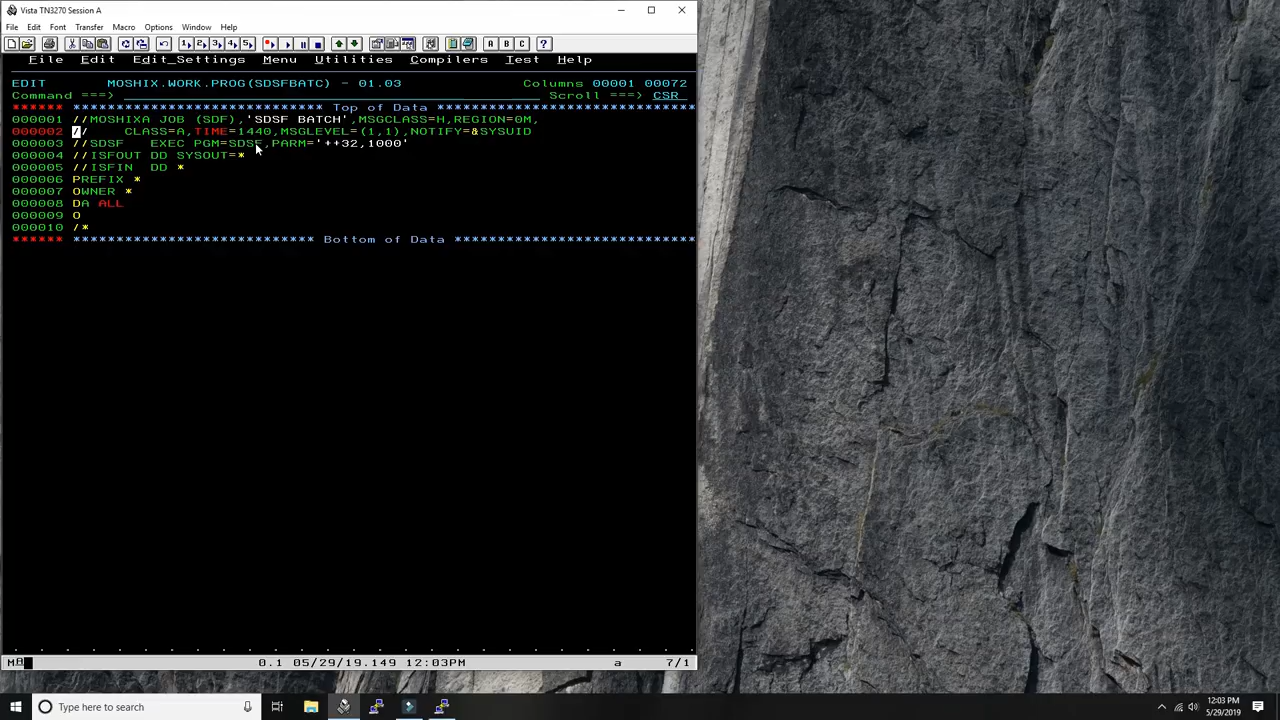 Vista TN3270 Session A
File Edit Font Transfer Macro Options Window Help
1 2 3 4 5 A B C ?
File Edit Edit_Settings Menu Utilities Compilers Test Help
EDIT MOSHIX.WORK.PROG(SDSFBATC) - 01.03 Columns 00001 00072
Command ===> Scroll ===> CSR
****** ***************************** Top of Data ******************************
000001 //MOSHIXA JOB (SDF),'SDSF BATCH',MSGCLASS=H,REGION=0M,
000002 // CLASS=A,TIME=1440,MSGLEVEL=(1,1),NOTIFY=&SYSUID
000003 //SDSF EXEC PGM=SDSF,PARM='++32,1000'
000004 //ISFOUT DD SYSOUT=*
000005 //ISFIN DD *
000006 PREFIX *
000007 OWNER *
000008 DA ALL
000009 O
000010 /*
****** **************************** Bottom of Data ****************************
0.1 05/29/19.149 12:03PM a 7/1
Type here to search
12:03 PM
5/29/2019